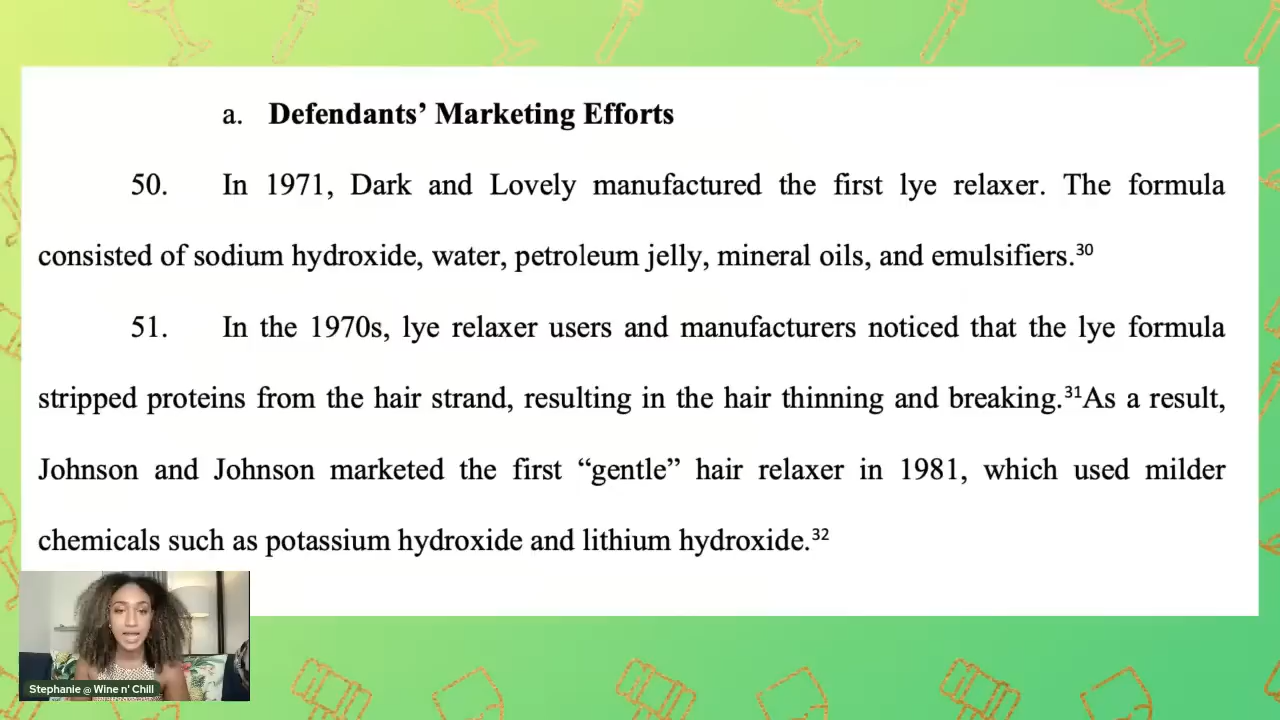 a. Defendants’ Marketing Efforts
50. In 1971, Dark and Lovely manufactured the first lye relaxer. The formula
consisted of sodium hydroxide, water, petroleum jelly, mineral oils, and emulsifiers.30
51. In the 1970s, lye relaxer users and manufacturers noticed that the lye formula
stripped proteins from the hair strand, resulting in the hair thinning and breaking.31As a result,
Johnson and Johnson marketed the first “gentle” hair relaxer in 1981, which used milder
chemicals such as potassium hydroxide and lithium hydroxide.32
Stephanie @ Wine n' Chill